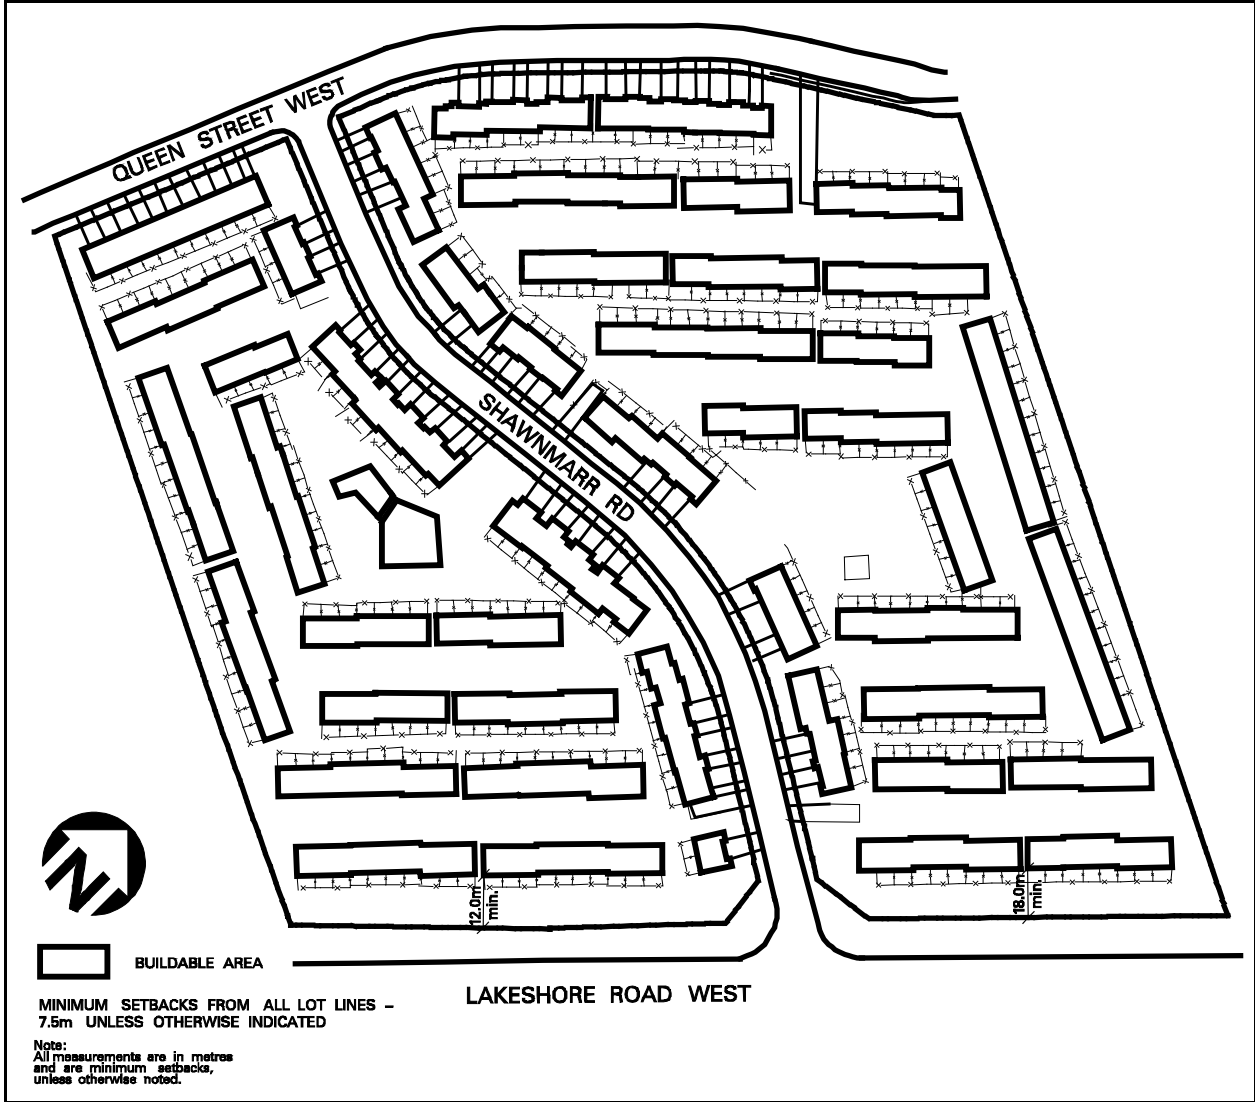 QUEEN STREET WEST
SHAWNMARR RD
12.0m
min.
18.0m
min.
N
BUILDABLE AREA
LAKESHORE ROAD WEST
MINIMUM SETBACKS FROM ALL LOT LINES –
7.5m UNLESS OTHERWISE INDICATED
Note:
All measurements are in metres
and are minimum setbacks,
unless otherwise noted.